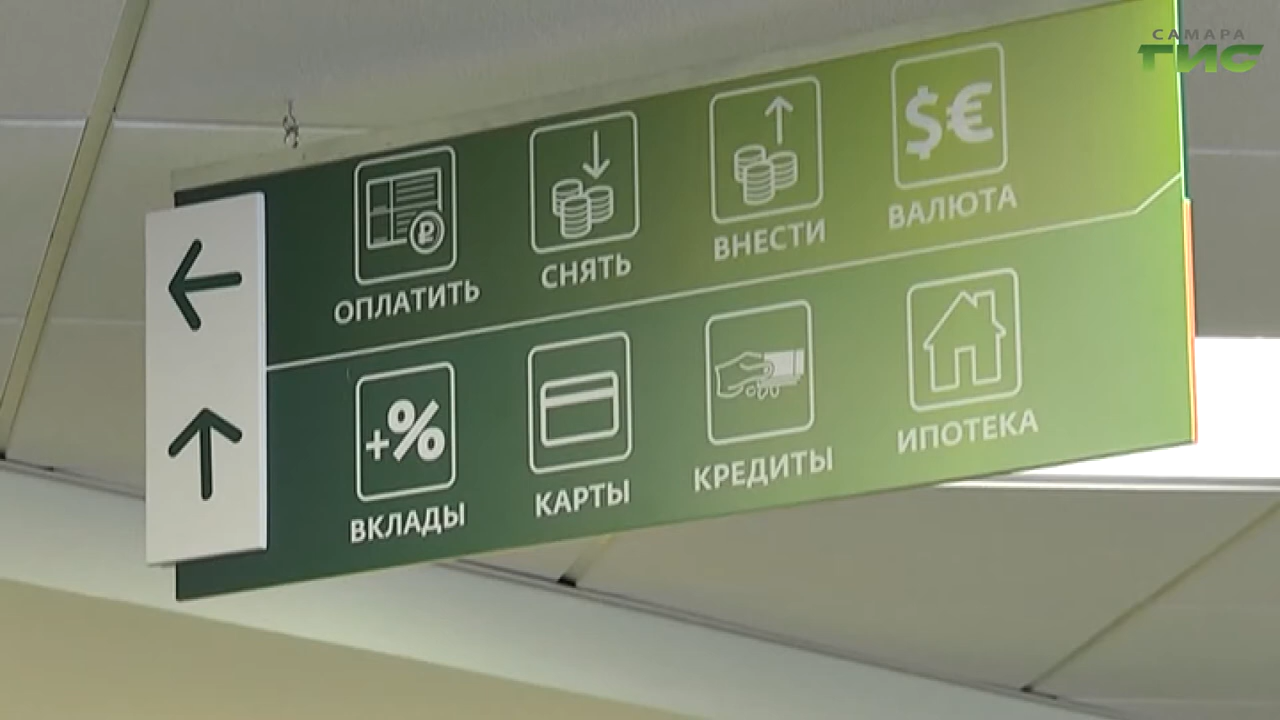 САМАРА
ГИС
ОПЛАТИТЬ СНЯТЬ ВНЕСТИ ВАЛЮТА
ВКЛАДЫ КАРТЫ КРЕДИТЫ ИПОТЕКА
₽
$€
+%